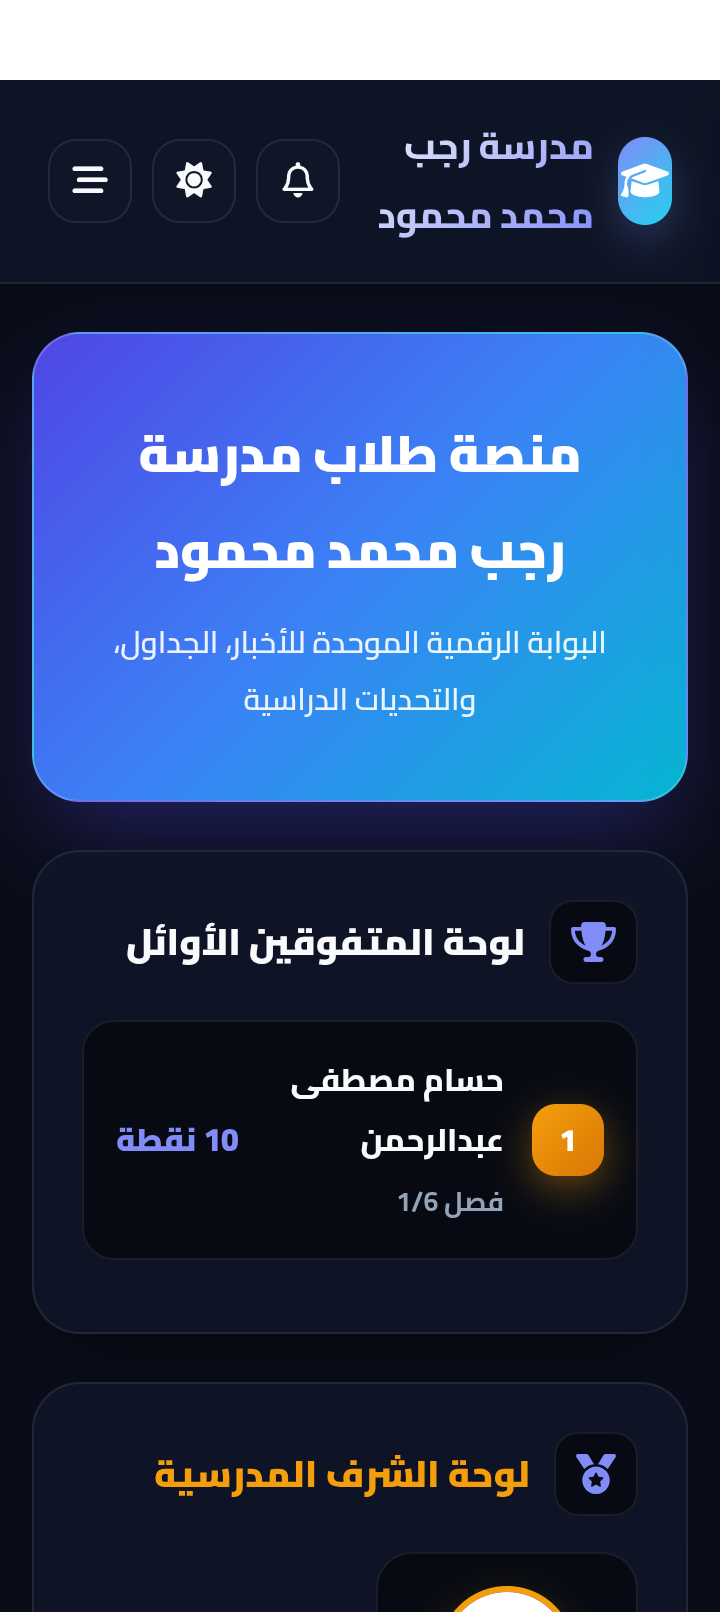 مدرسة رجب
محمد محمود
منصة طلاب مدرسة
رجب محمد محمود
البوابة الرقمية الموحدة للأخبار، الجداول،
والتحديات الدراسية
لوحة المتفوقين الأوائل
1
حسام مصطفى
عبدالرحمن
فصل 1/6
10 نقطة
لوحة الشرف المدرسية